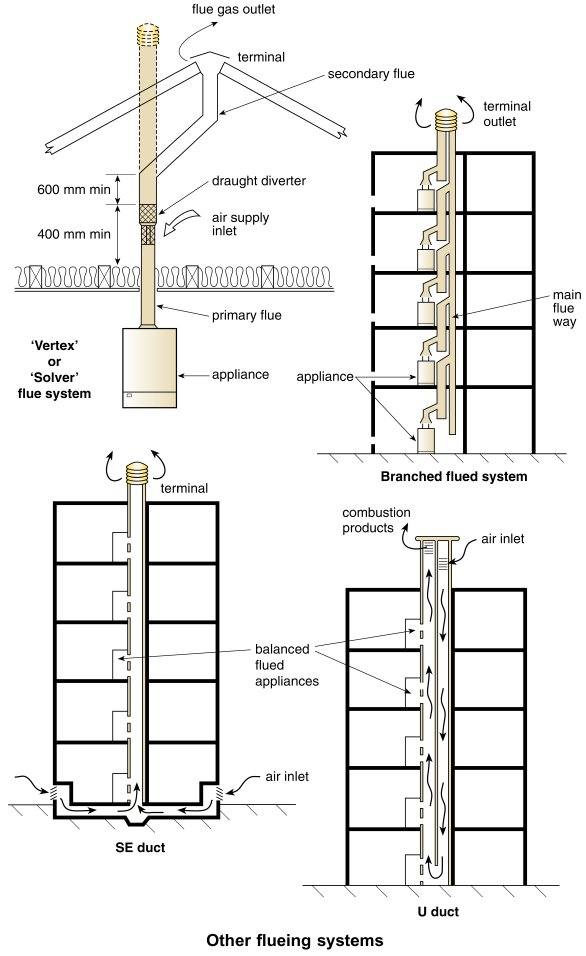 flue gas outlet
terminal
secondary flue
600 mm min
draught diverter
air supply
inlet
400 mm min
primary flue
'Vertex'
or
'Solver'
flue system
appliance
terminal
outlet
main
flue
way
appliance
Branched flued system
terminal
balanced
flued
appliances
air inlet
SE duct
combustion
products
air inlet
U duct
Other flueing systems